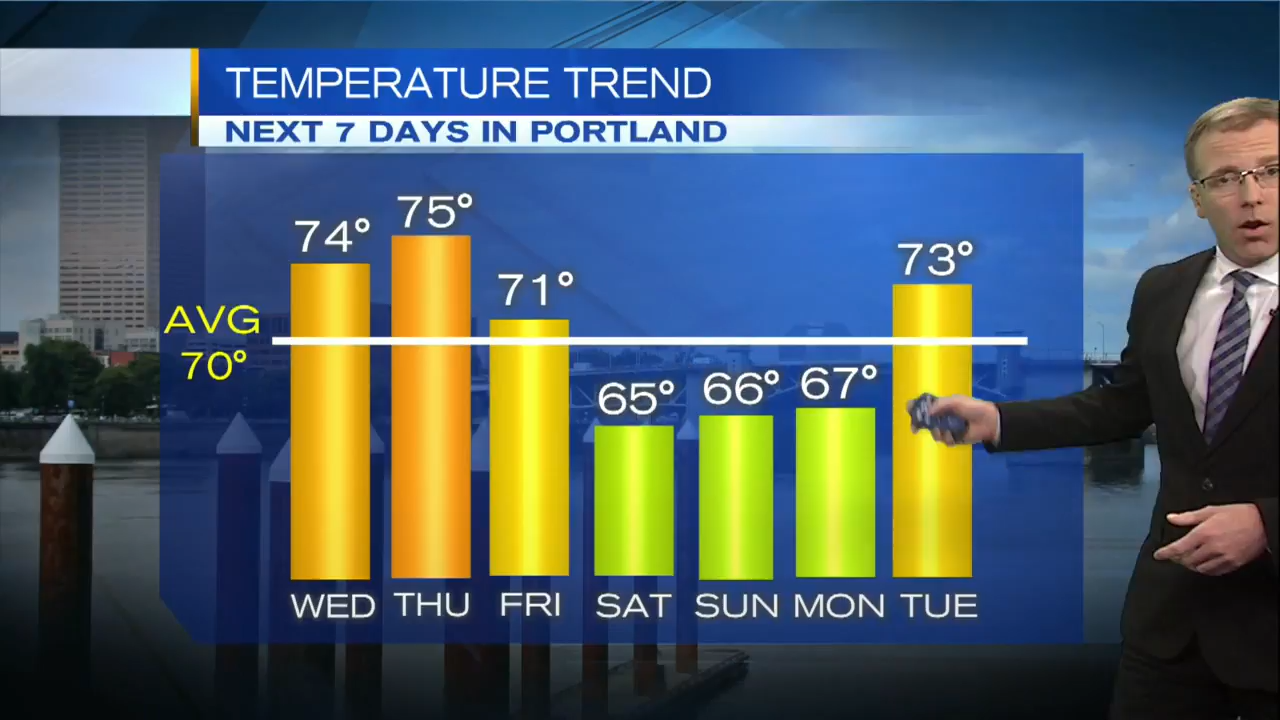 TEMPERATURE TREND
NEXT 7 DAYS IN PORTLAND
74° 75° 71° 65° 66° 67° 73°
AVG
70°
WED THU FRI SAT SUN MON TUE